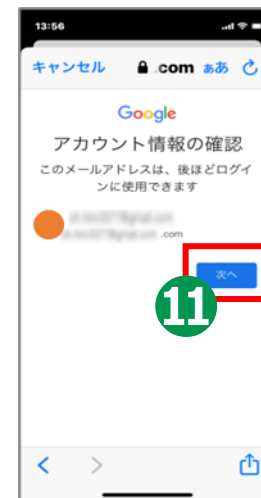 13:56
キャンセル .com ああ
Google
アカウント情報の確認
このメールアドレスは、後ほどログイ
ンに使用できます
.com
次へ
11